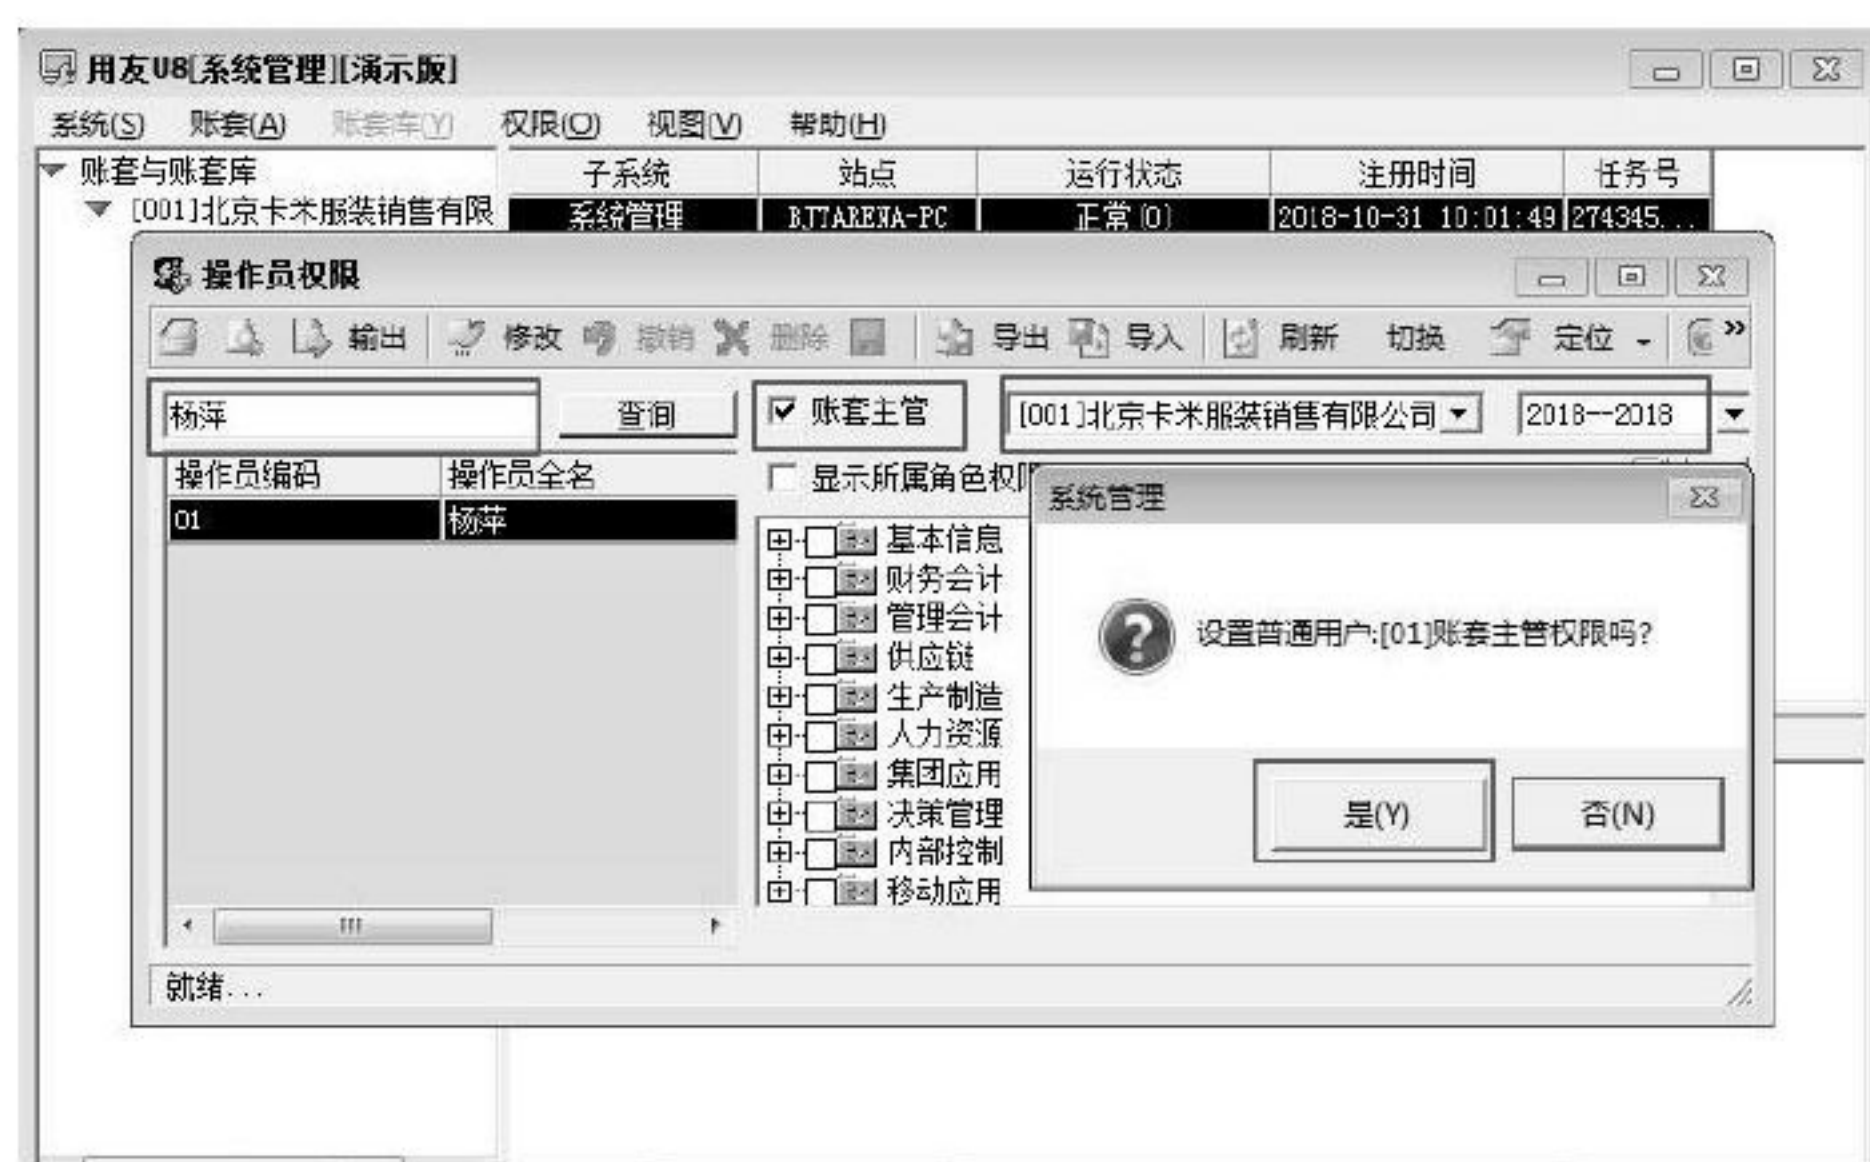 用友U8[系统管理][演示版]
系统(S) 账套(A) 账套库(Y) 权限(O) 视图(V) 帮助(H)
账套与账套库 子系统 站点 运行状态 注册时间 任务号
[001]北京卡米服装销售有限 系统管理 BJTARENA-PC 正常(0) 2018-10-31 10:01:49 274345...
操作员权限
输出 修改 撤销 删除 导出 导入 刷新 切换 定位 »
杨萍 查询 账套主管 [001]北京卡米服装销售有限公司 2018--2018
操作员编码 操作员全名 显示所属角色权限
01 杨萍
系统管理
基本信息
财务会计
管理会计
供应链
生产制造
人力资源
集团应用
决策管理
内部控制
移动应用
设置普通用户:[01]账套主管权限吗?
是(Y) 否(N)
就绪...